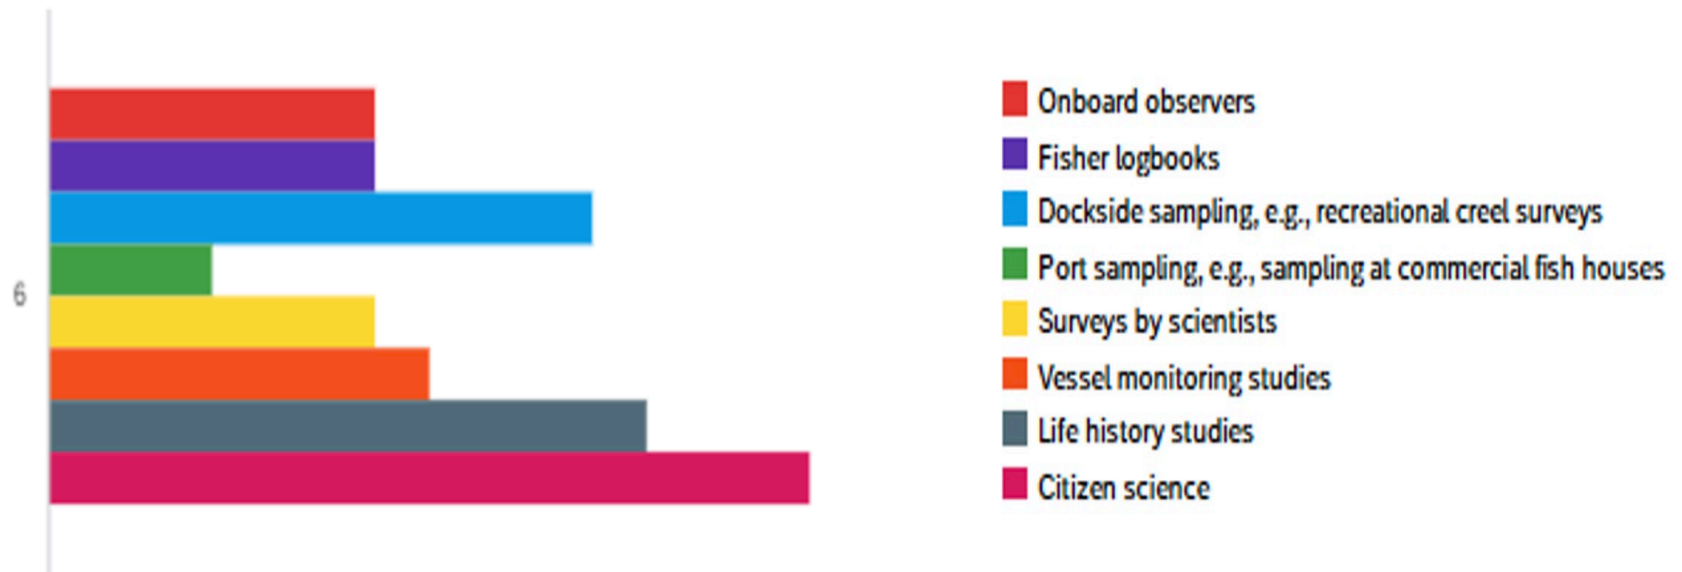 6
Onboard observers
Fisher logbooks
Dockside sampling, e.g., recreational creel surveys
Port sampling, e.g., sampling at commercial fish houses
Surveys by scientists
Vessel monitoring studies
Life history studies
Citizen science